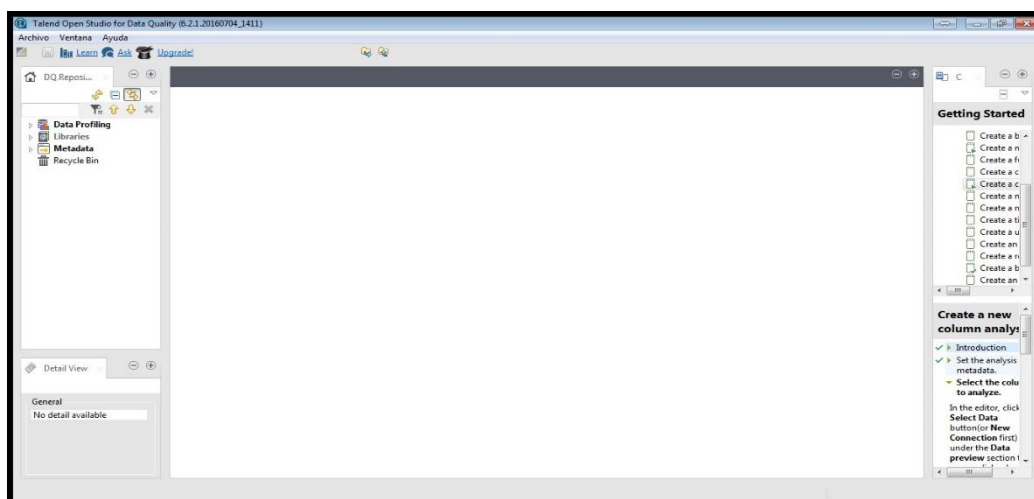 Talend Open Studio for Data Quality (6.2.1.20160704_1411)
Archivo Ventana Ayuda
Learn Ask Upgrade!
DQ Reposi...
Data Profiling
Libraries
Metadata
Recycle Bin
Detail View
General
No detail available
C
Getting Started
Create a b
Create a n
Create a f
Create a c
Create a c
Create a n
Create a n
Create a ti
Create a u
Create an
Create a r
Create a b
Create an
Create a new
column analy
Introduction
Set the analysis
metadata.
Select the colu
to analyze.
In the editor, click
Select Data
button(or New
Connection first)
under the Data
preview section